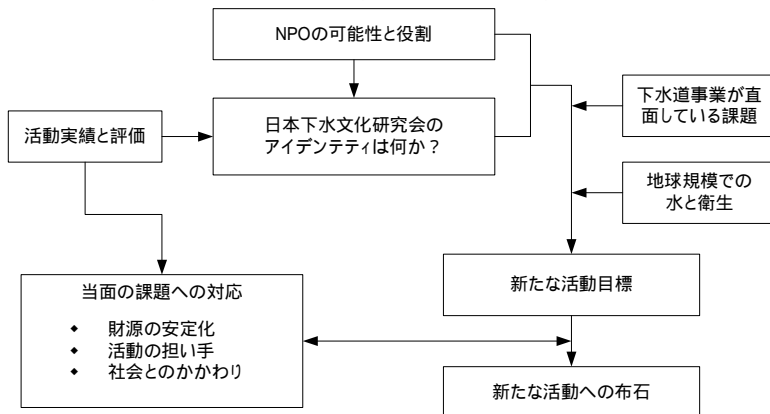 NPOの可能性と役割
下水道事業が直
面している課題
活動実績と評価
日本下水文化研究会の
アイデンテティは何か？
地球規模での
水と衛生
当面の課題への対応
◆ 財源の安定化
◆ 活動の担い手
◆ 社会とのかかわり
新たな活動目標
新たな活動への布石